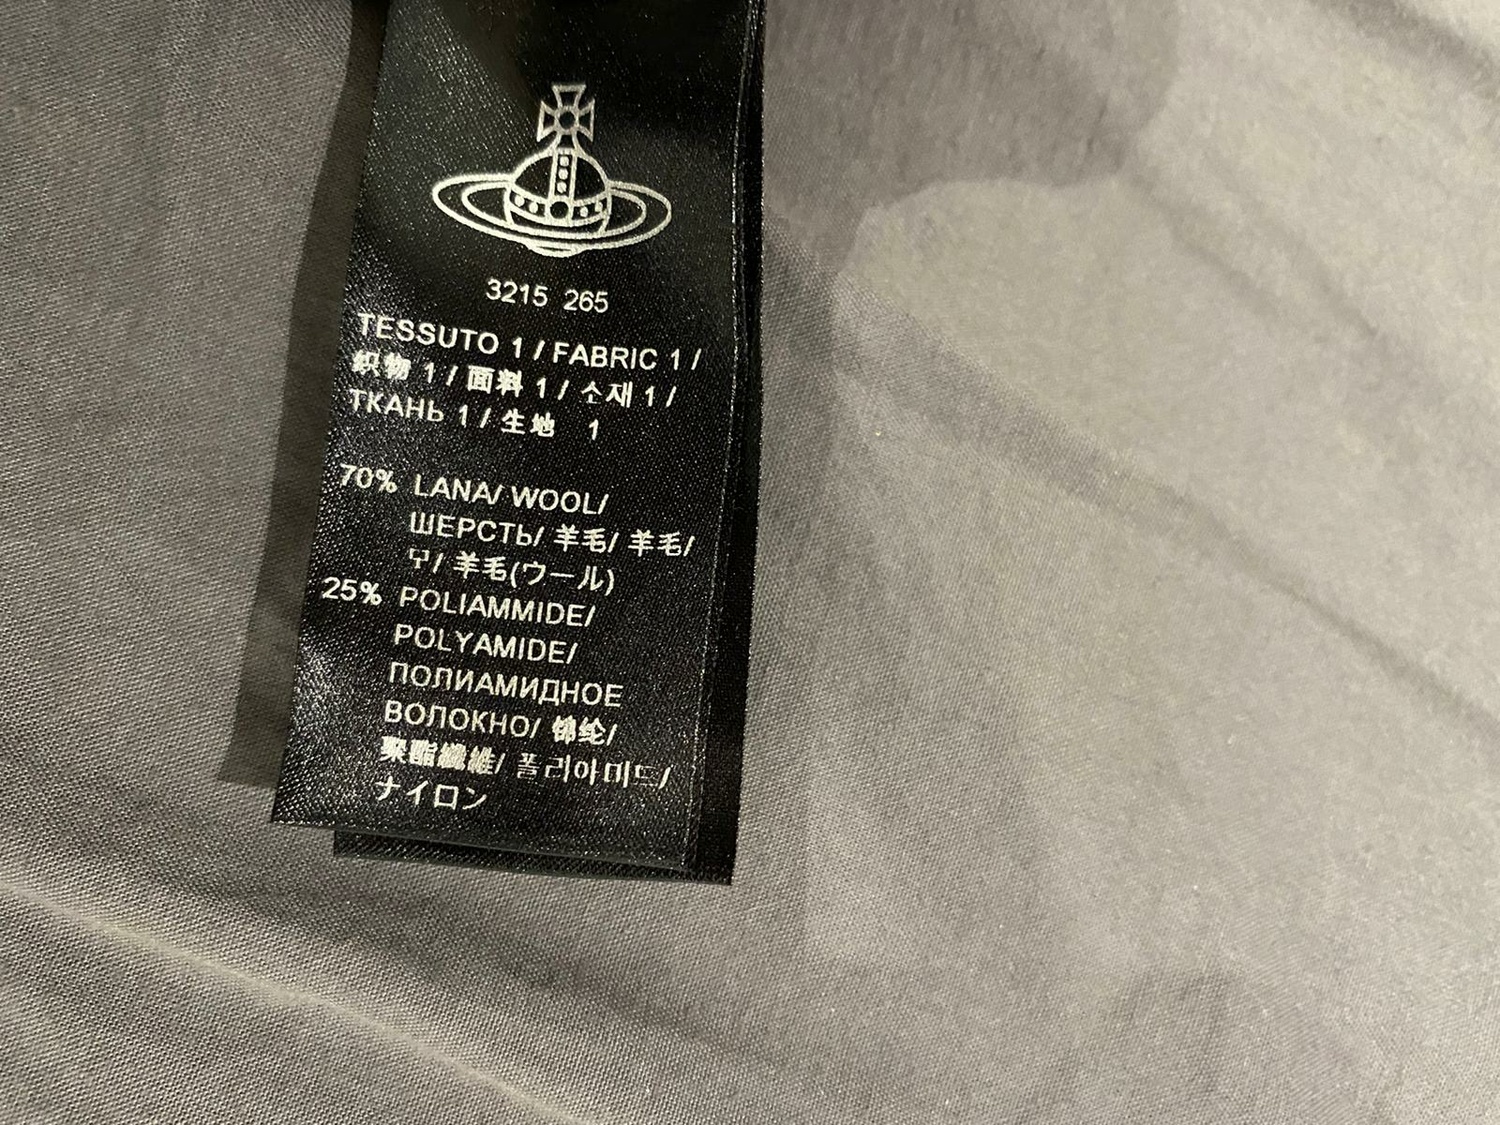 3215 265
TESSUTO 1 / FABRIC 1 /
织物 1 / 面料 1 / 소재 1 /
ТКАНЬ 1 / 生地 1
70% LANA/ WOOL/
ШЕРСТЬ/ 羊毛/ 羊毛/
모/ 羊毛(ウール)
25% POLIAMMIDE/
POLYAMIDE/
ПОЛИАМИДНОЕ
ВОЛОКНО/ 锦纶/
聚酯纖維/ 폴리아미드/
ナイロン